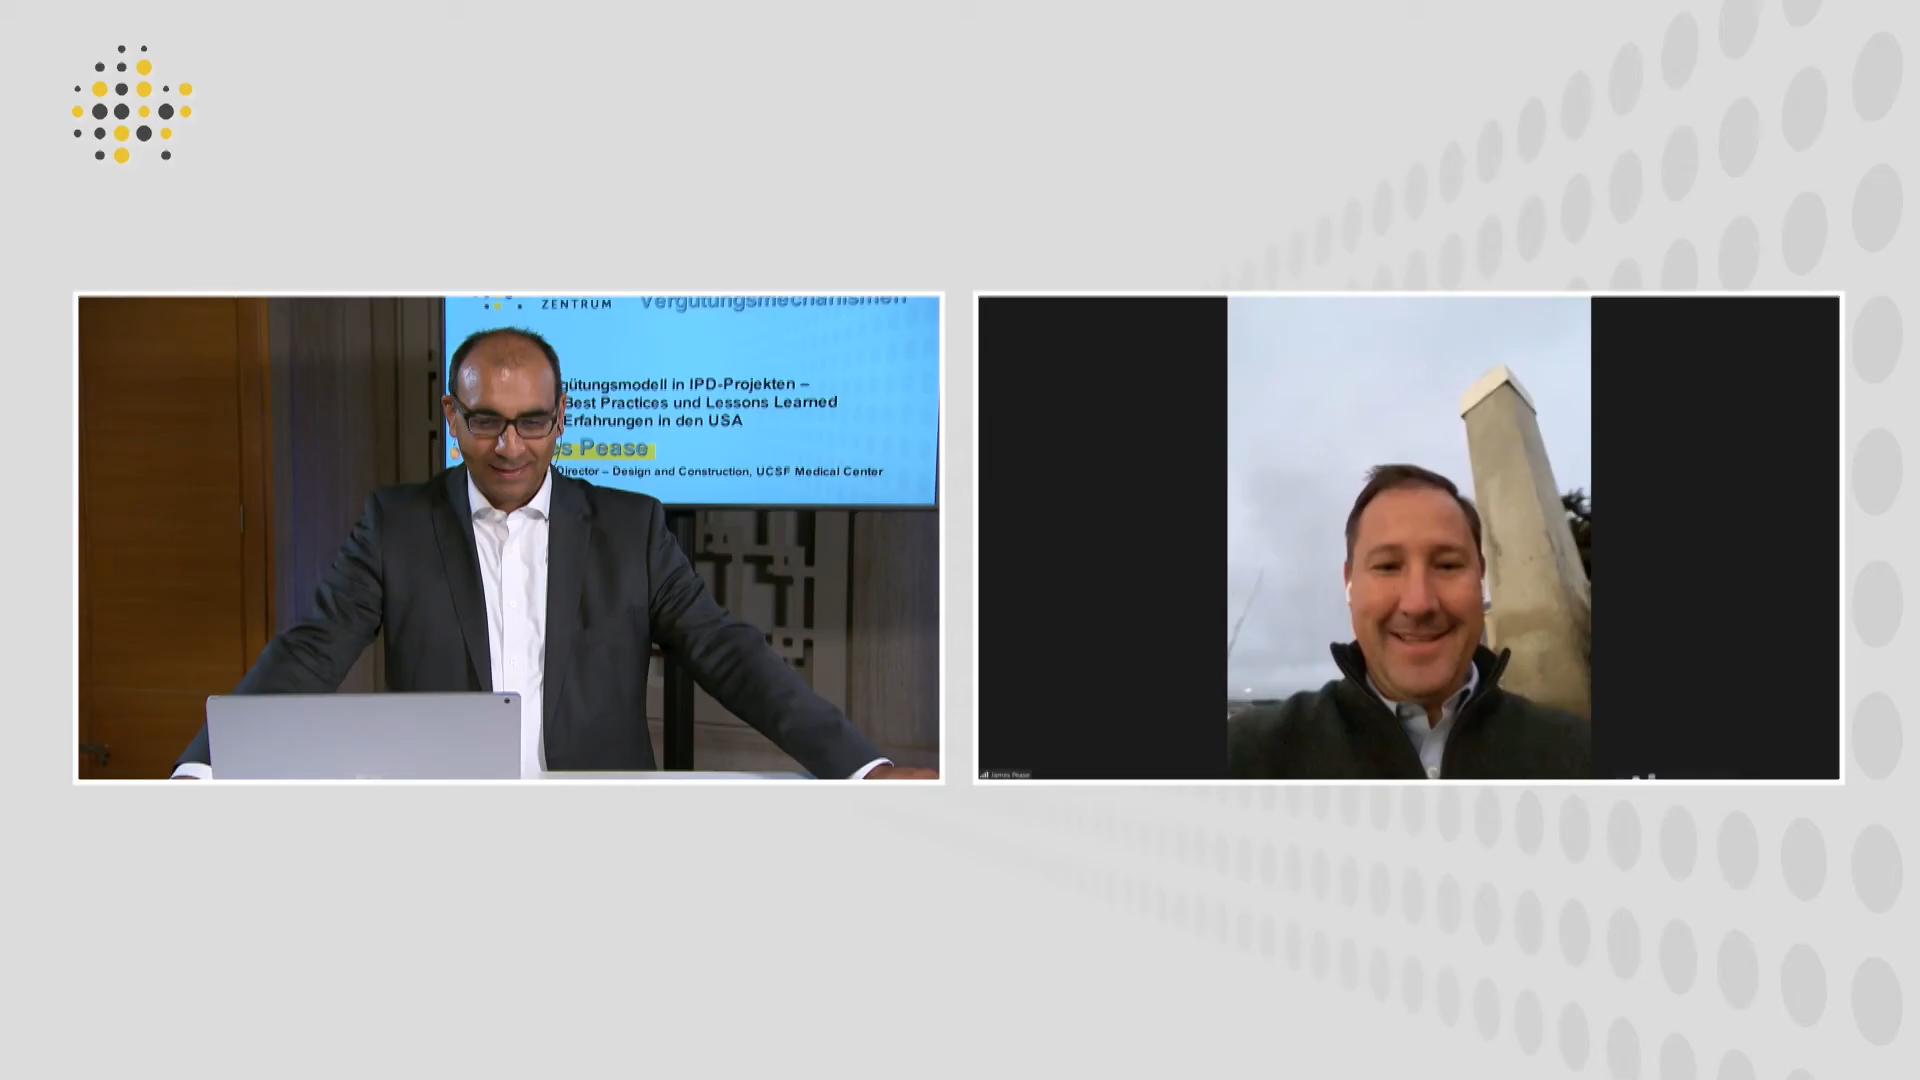 ZENTRUM
Vergütungsmechanismen
gütungsmodell in IPD-Projekten –
Best Practices und Lessons Learned
Erfahrungen in den USA
es Pease
Director – Design and Construction, UCSF Medical Center
James Pease